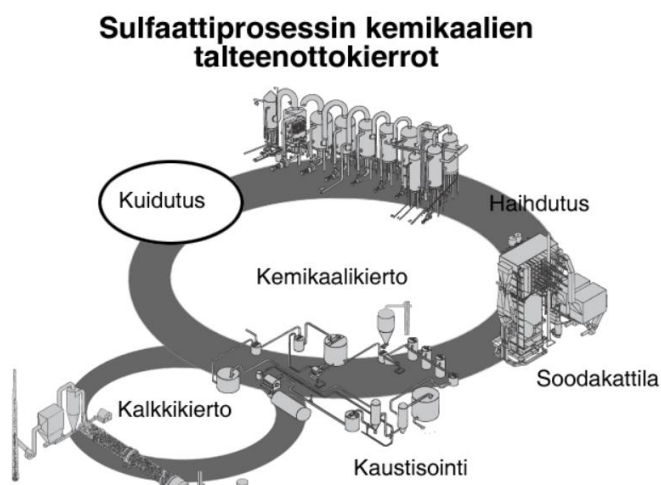 Sulfaattiprosessin kemikaalien
talteenottokierrot
Kuidutus
Haihdutus
Kemikaalikierto
Soodakattila
Kalkkikierto
Kaustisointi